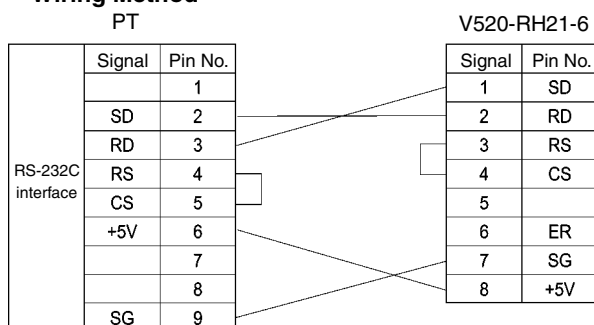 Wiring Method
PT
V520-RH21-6
Signal Pin No.
Signal Pin No.
RS-232C
interface
1
SD 2
RD 3
RS 4
CS 5
+5V 6
7
8
SG 9
1 SD
2 RD
3 RS
4 CS
5
6 ER
7 SG
8 +5V